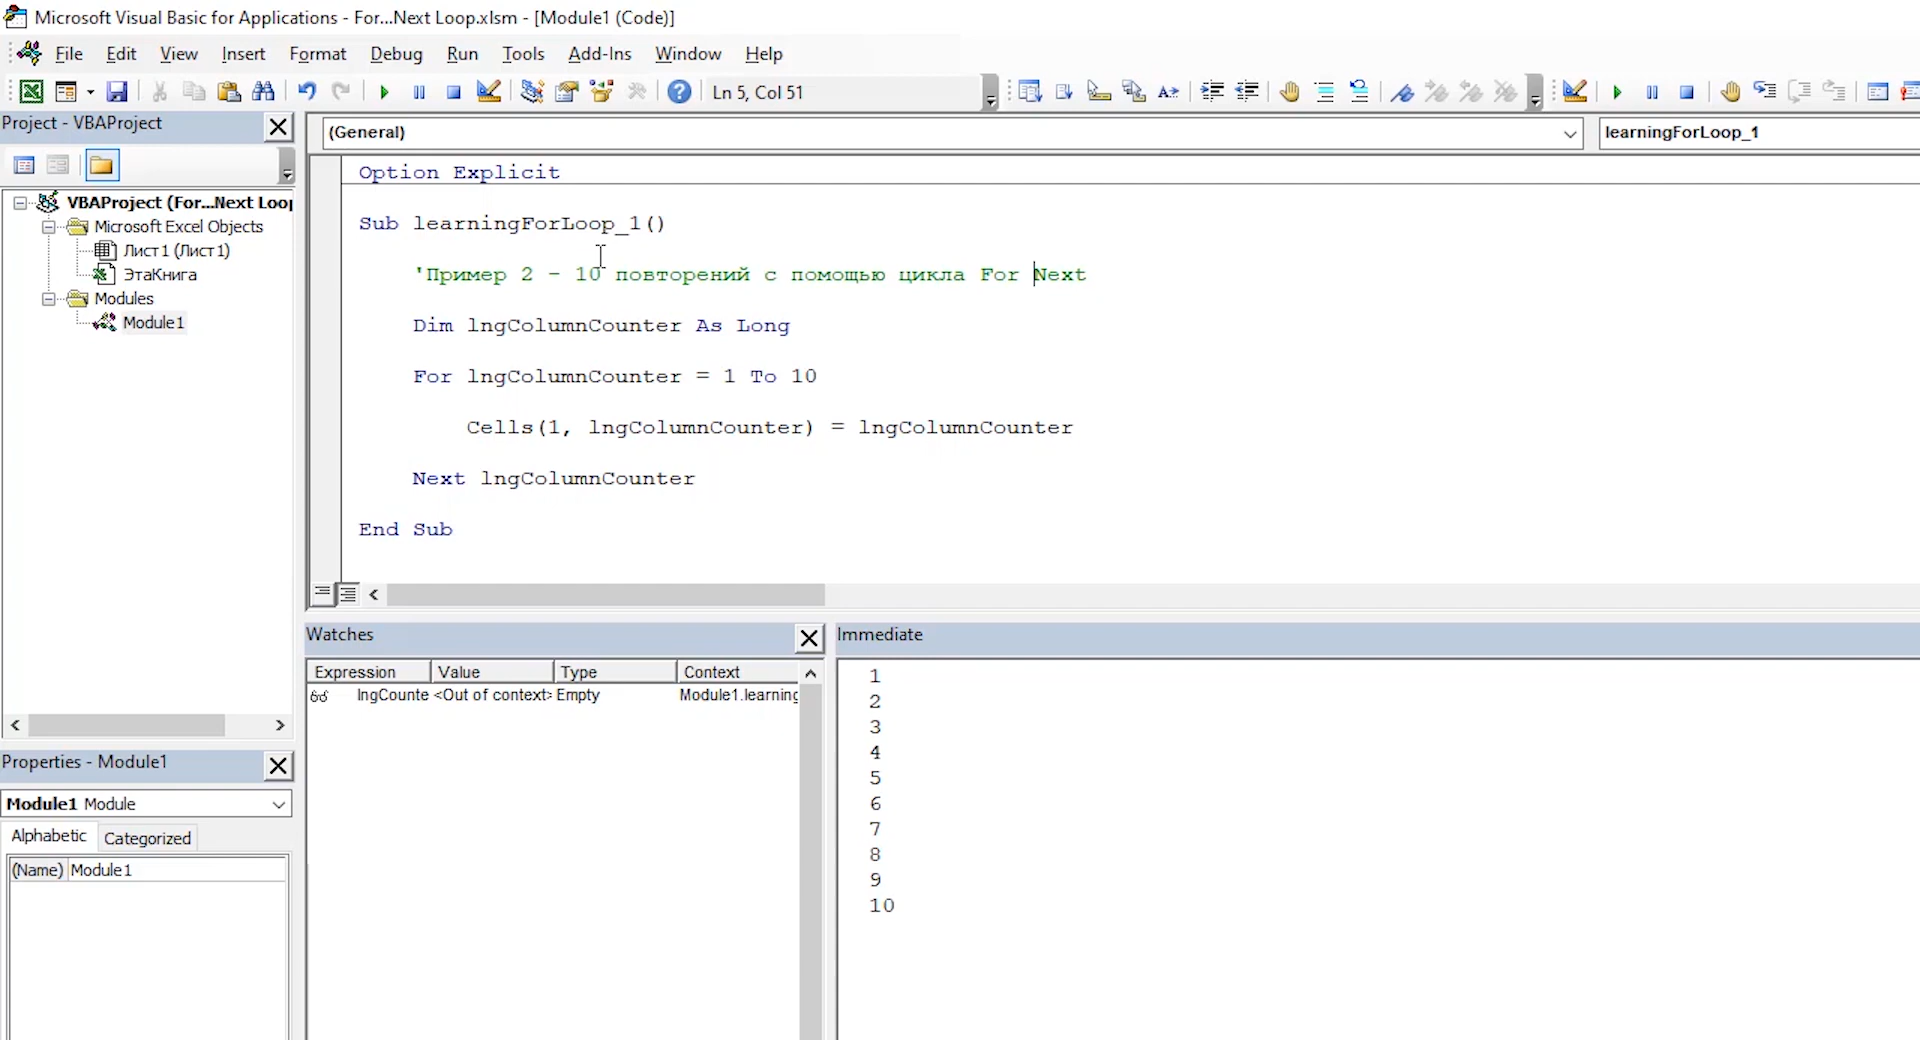 Microsoft Visual Basic for Applications - For...Next Loop.xlsm - [Module1 (Code)]
File Edit View Insert Format Debug Run Tools Add-Ins Window Help
Ln 5, Col 51
Project - VBAProject
(General)
learningForLoop_1
VBAProject (For...Next Loop
Microsoft Excel Objects
Лист1 (Лист1)
ЭтаКнига
Modules
Module1
Option Explicit
Sub learningForLoop_1()
'Пример 2 - 10 повторений с помощью цикла For Next
Dim lngColumnCounter As Long
For lngColumnCounter = 1 To 10
Cells(1, lngColumnCounter) = lngColumnCounter
Next lngColumnCounter
End Sub
Properties - Module1
Module1 Module
Alphabetic Categorized
(Name) Module1
Watches
Expression Value Type Context
lngCounte <Out of context> Empty Module1.learning
Immediate
1
2
3
4
5
6
7
8
9
10